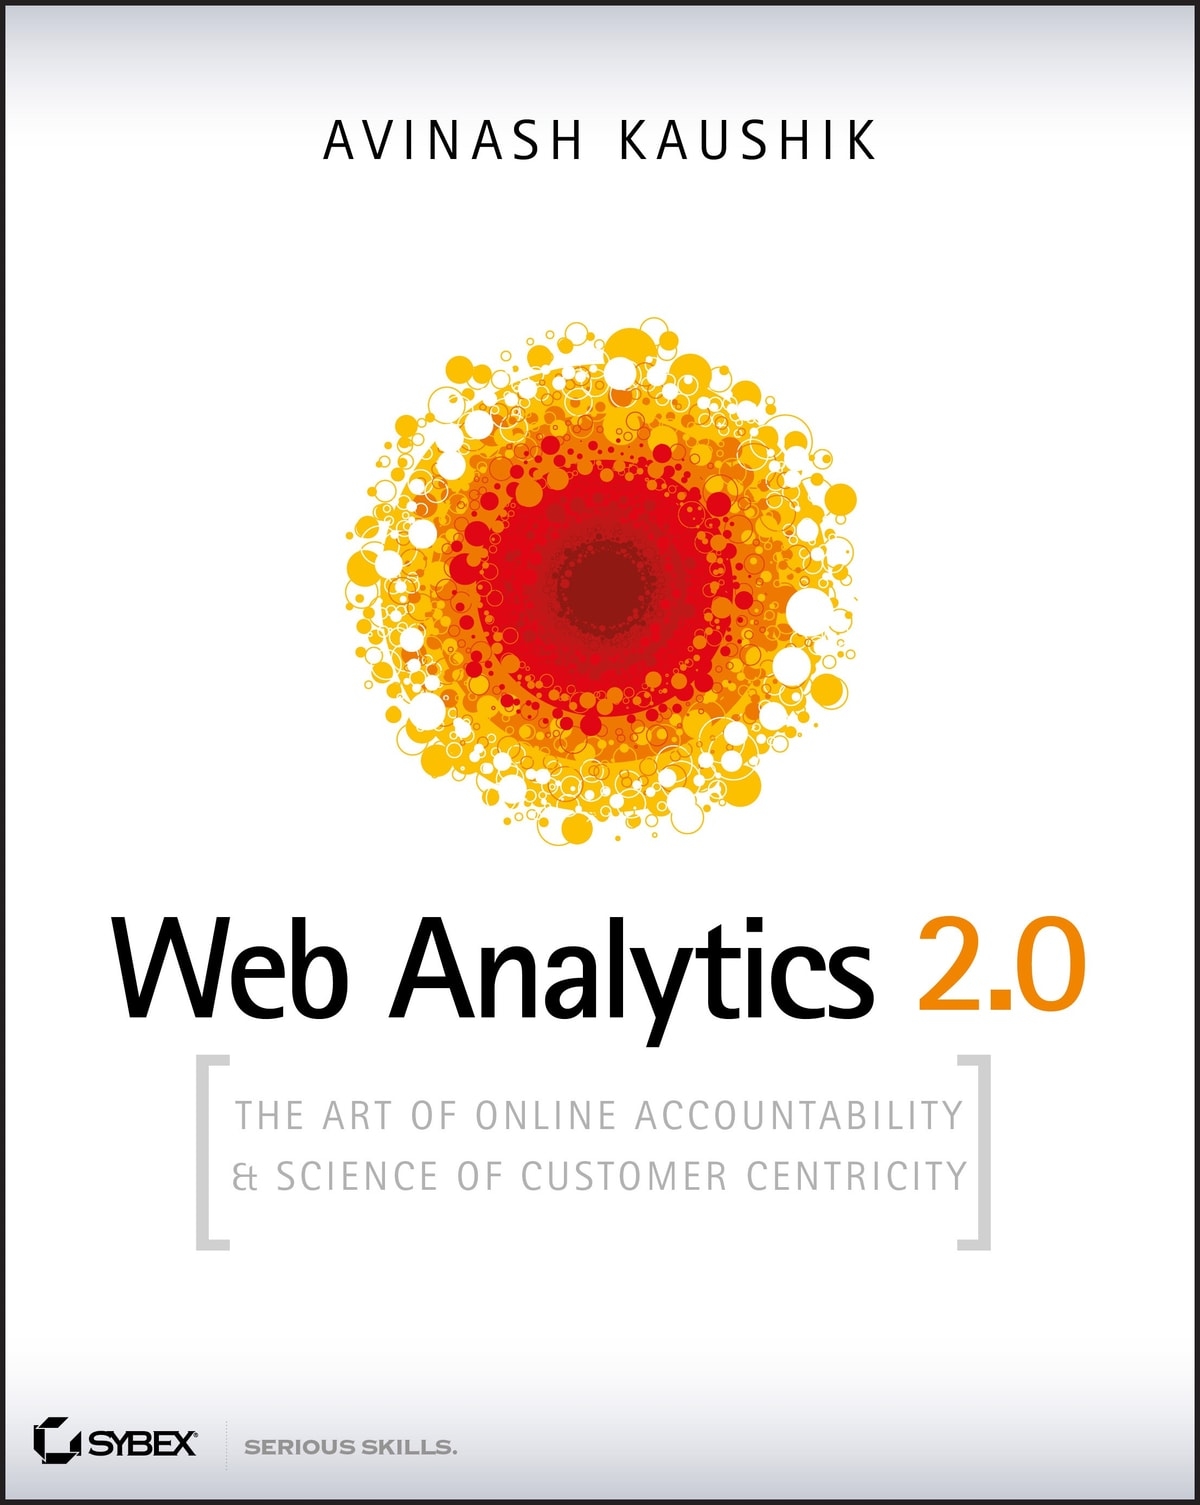 AVINASH KAUSHIK
Web Analytics 2.0
THE ART OF ONLINE ACCOUNTABILITY
& SCIENCE OF CUSTOMER CENTRICITY
SYBEX® SERIOUS SKILLS.